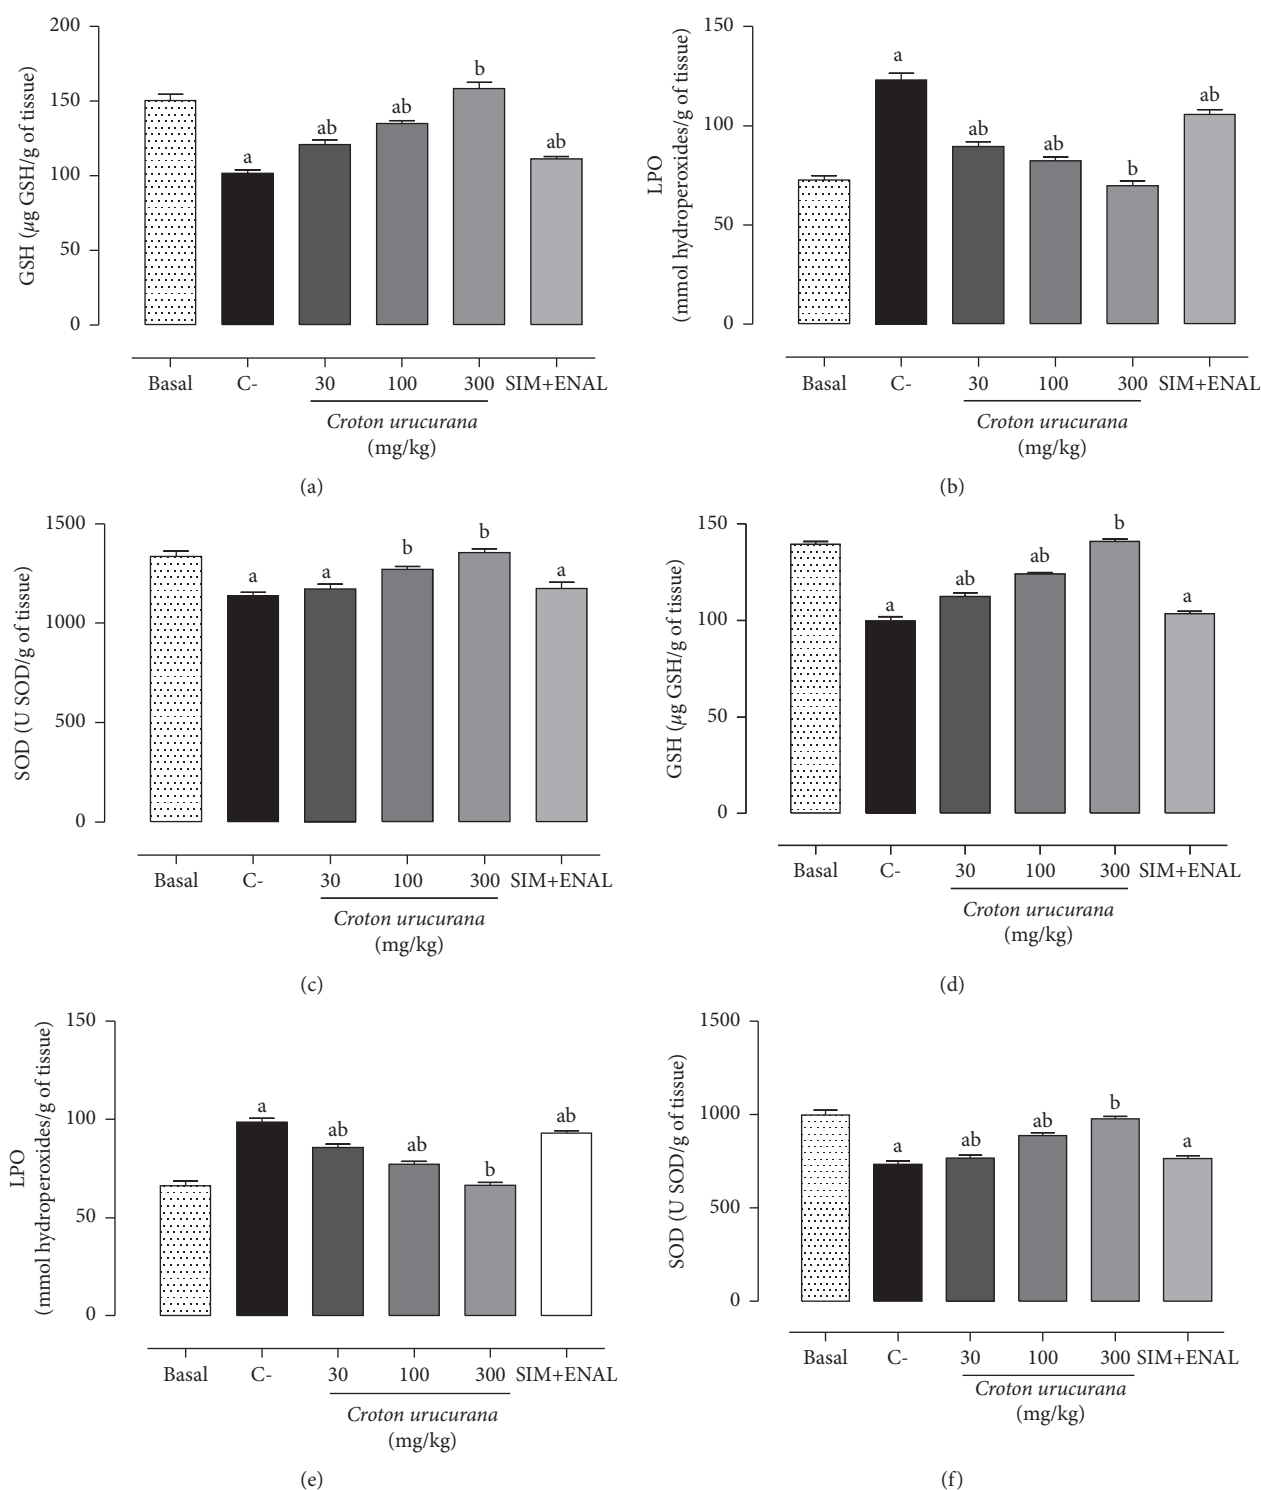 200
150
100
50
0
GSH (μg GSH/g of tissue)
a
ab
ab
b
ab
Basal C- 30 100 300 SIM+ENAL
Croton urucurana
(mg/kg)
(a)
150
100
50
0
LPO
(mmol hydroperoxides/g of tissue)
a
ab
ab
b
ab
Basal C- 30 100 300 SIM+ENAL
Croton urucurana
(mg/kg)
(b)
1500
1000
500
0
SOD (U SOD/g of tissue)
a
a
b
b
a
Basal C- 30 100 300 SIM+ENAL
Croton urucurana
(mg/kg)
(c)
150
100
50
0
GSH (μg GSH/g of tissue)
a
ab
ab
b
a
Basal C- 30 100 300 SIM+ENAL
Croton urucurana
(mg/kg)
(d)
150
100
50
0
LPO
(mmol hydroperoxides/g of tissue)
a
ab
ab
b
ab
Basal C- 30 100 300 SIM+ENAL
Croton urucurana
(mg/kg)
(e)
1500
1000
500
0
SOD (U SOD/g of tissue)
a
ab
ab
b
a
Basal C- 30 100 300 SIM+ENAL
Croton urucurana
(mg/kg)
(f)